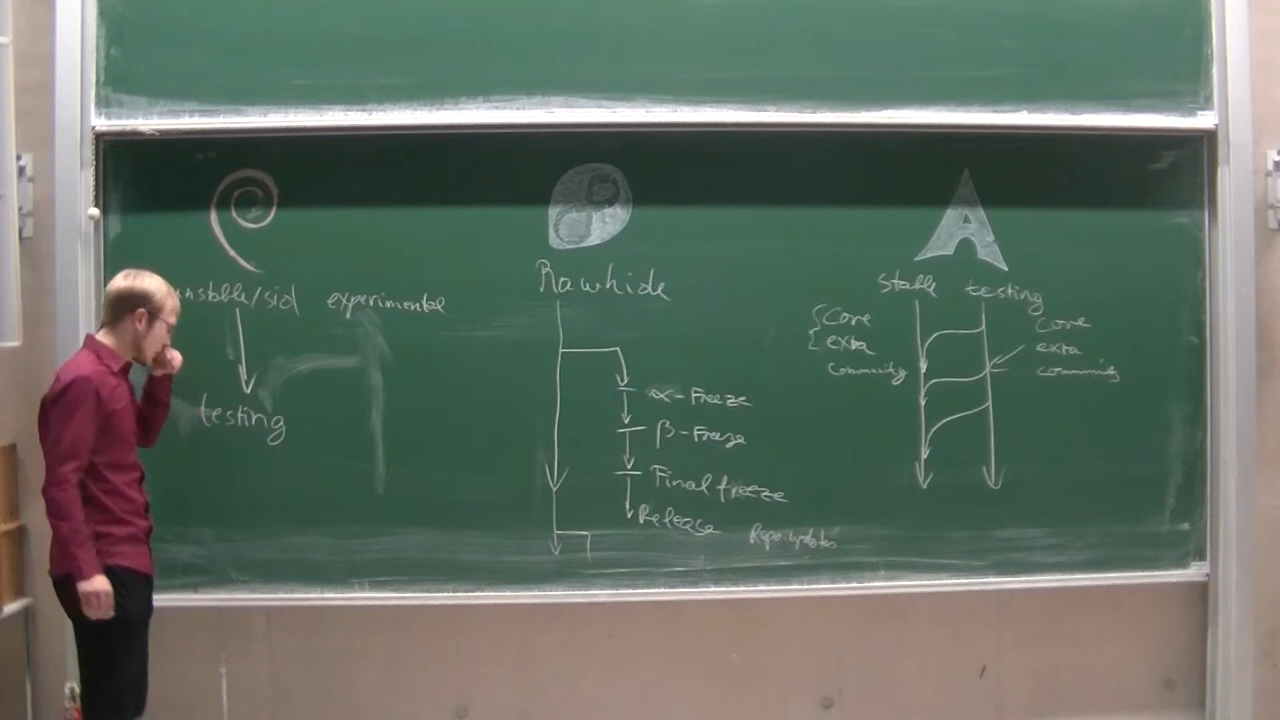 unstable/sid experimental
testing
Rawhide
α-Freeze
β-Freeze
Final freeze
Release Repo updates
stable testing
core
extra
community
core
extra
community